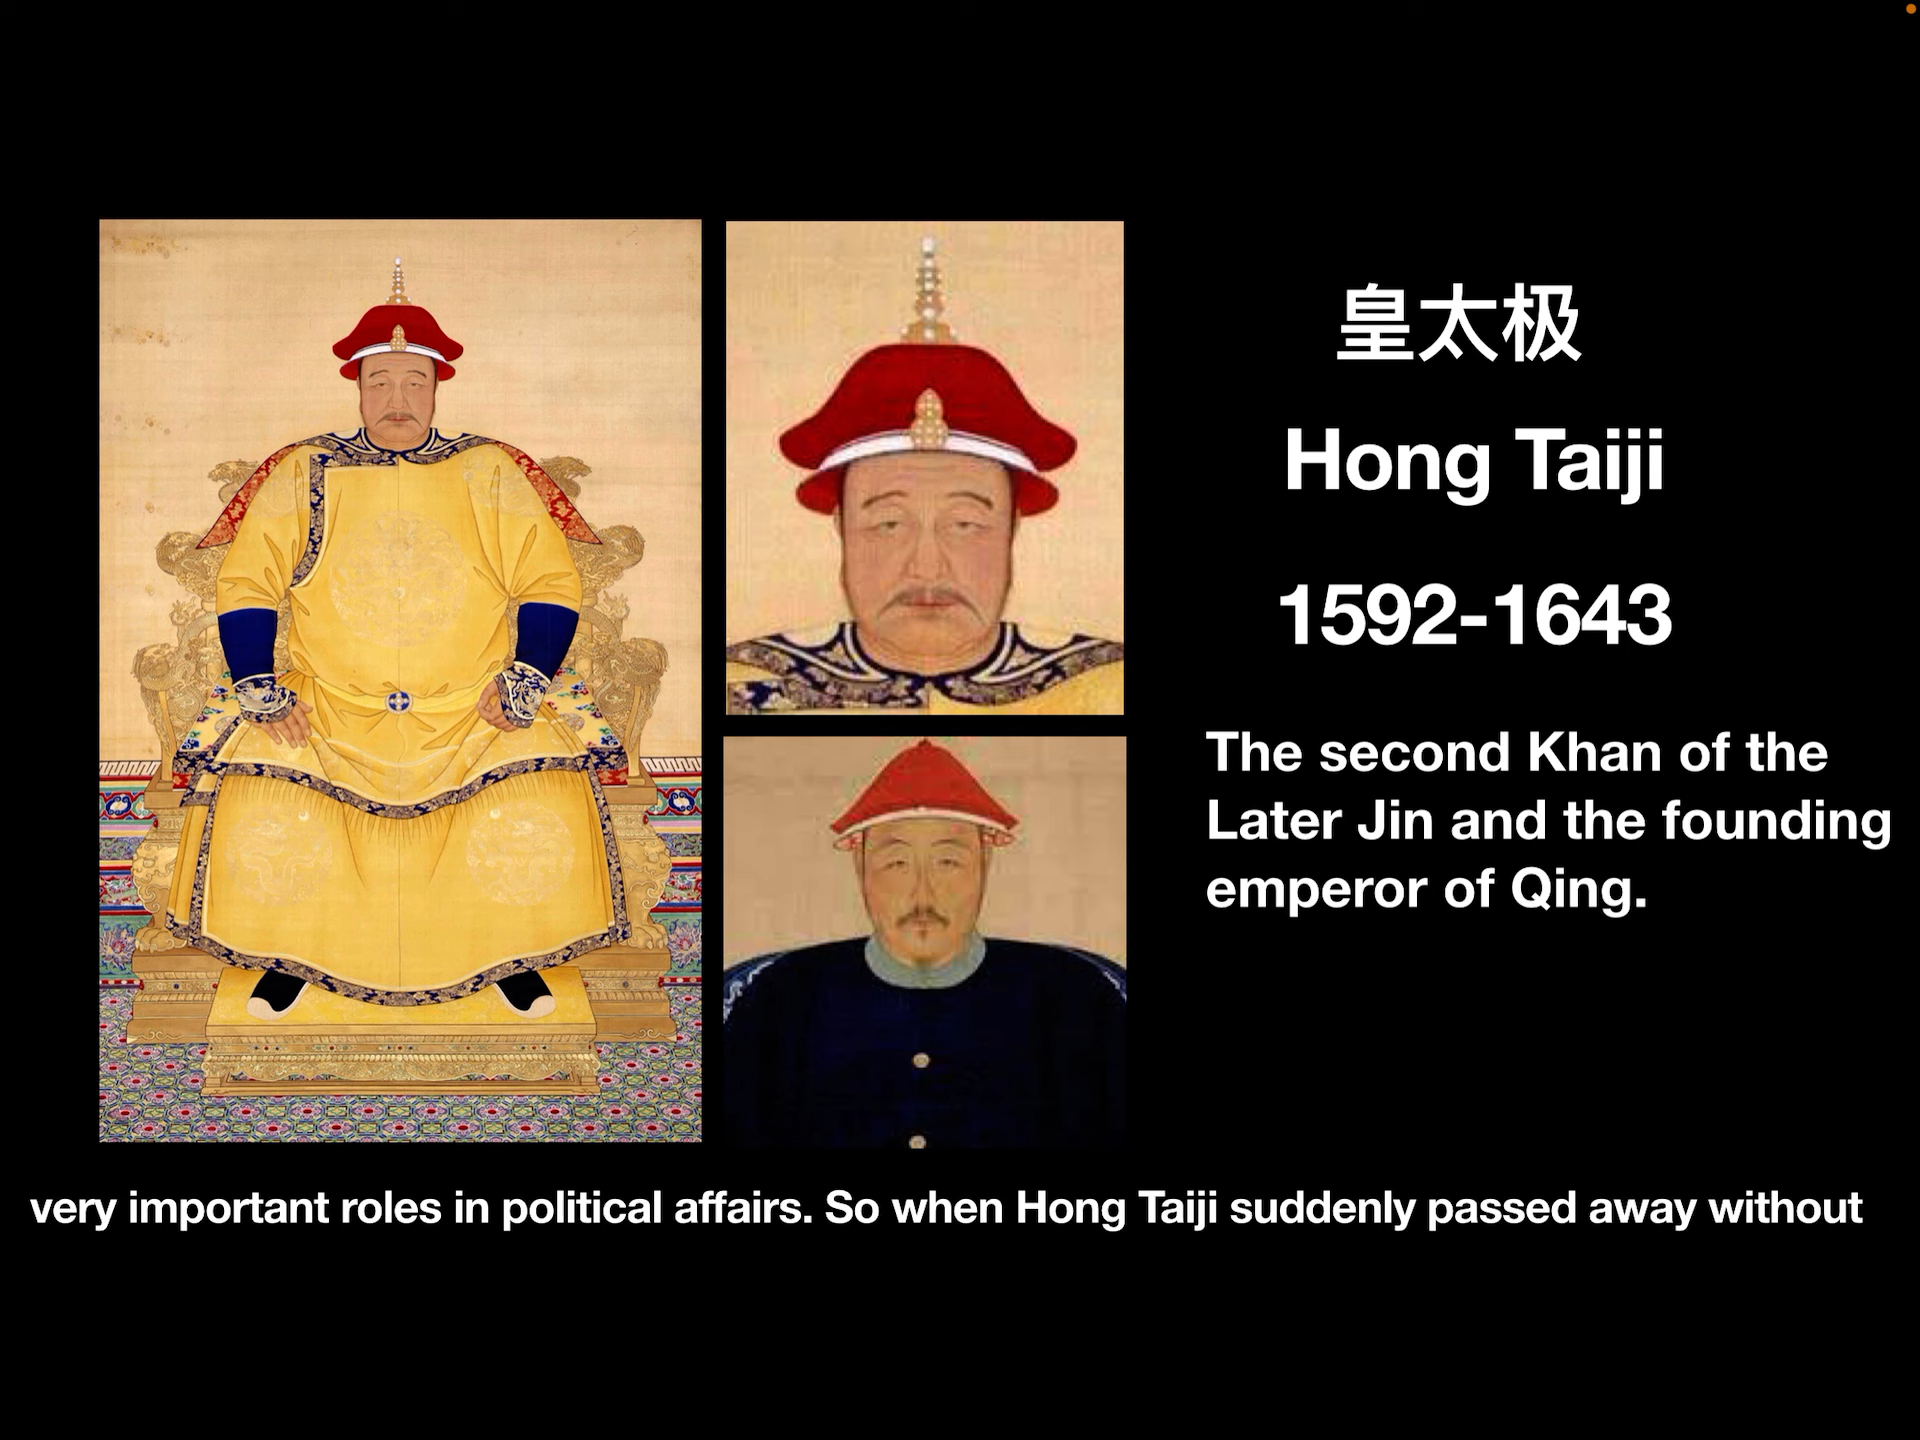 皇太极
Hong Taiji
1592-1643
The second Khan of the
Later Jin and the founding
emperor of Qing.
very important roles in political affairs. So when Hong Taiji suddenly passed away without